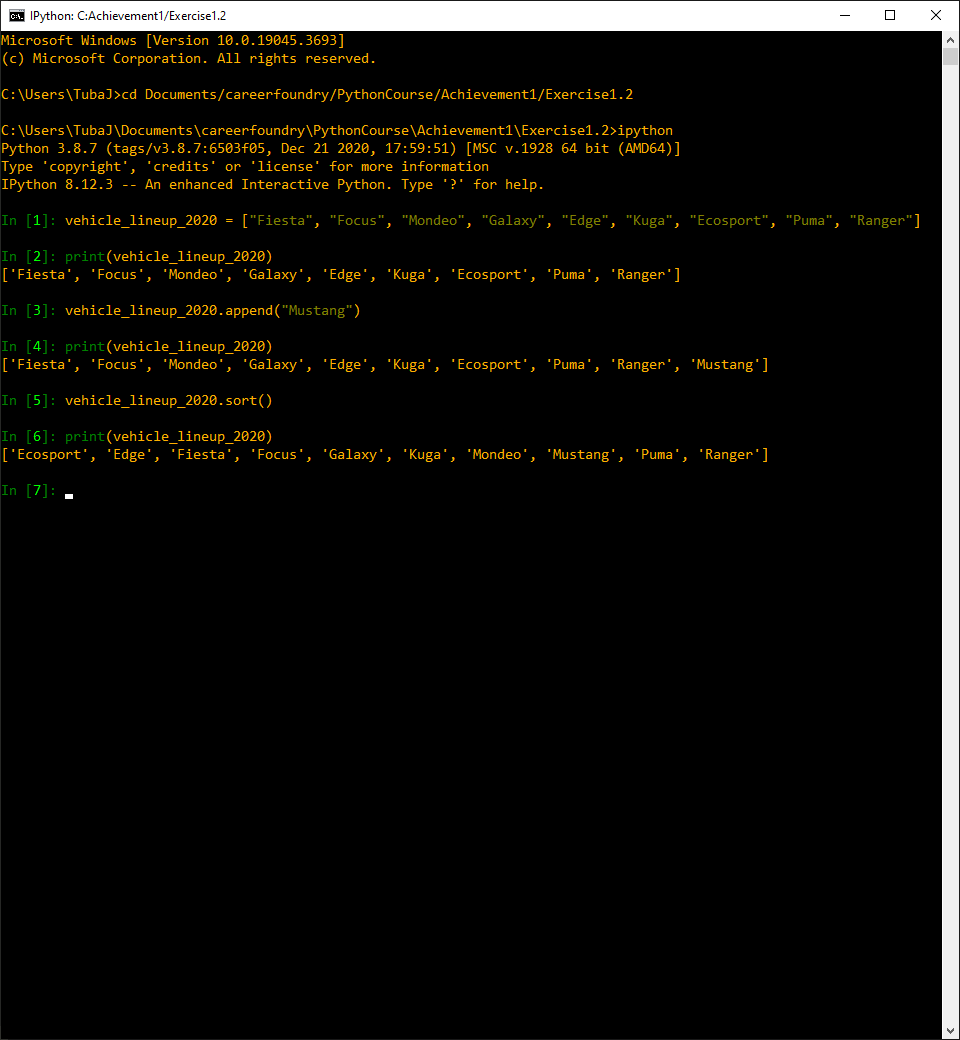 IPython: C:Achievement1/Exercise1.2
Microsoft Windows [Version 10.0.19045.3693]
(c) Microsoft Corporation. All rights reserved.
C:\Users\TubaJ>cd Documents/careerfoundry/PythonCourse/Achievement1/Exercise1.2
C:\Users\TubaJ\Documents\careerfoundry\PythonCourse\Achievement1\Exercise1.2>ipython
Python 3.8.7 (tags/v3.8.7:6503f05, Dec 21 2020, 17:59:51) [MSC v.1928 64 bit (AMD64)]
Type 'copyright', 'credits' or 'license' for more information
IPython 8.12.3 -- An enhanced Interactive Python. Type '?' for help.
In [1]: vehicle_lineup_2020 = ["Fiesta", "Focus", "Mondeo", "Galaxy", "Edge", "Kuga", "Ecosport", "Puma", "Ranger"]
In [2]: print(vehicle_lineup_2020)
['Fiesta', 'Focus', 'Mondeo', 'Galaxy', 'Edge', 'Kuga', 'Ecosport', 'Puma', 'Ranger']
In [3]: vehicle_lineup_2020.append("Mustang")
In [4]: print(vehicle_lineup_2020)
['Fiesta', 'Focus', 'Mondeo', 'Galaxy', 'Edge', 'Kuga', 'Ecosport', 'Puma', 'Ranger', 'Mustang']
In [5]: vehicle_lineup_2020.sort()
In [6]: print(vehicle_lineup_2020)
['Ecosport', 'Edge', 'Fiesta', 'Focus', 'Galaxy', 'Kuga', 'Mondeo', 'Mustang', 'Puma', 'Ranger']
In [7]: